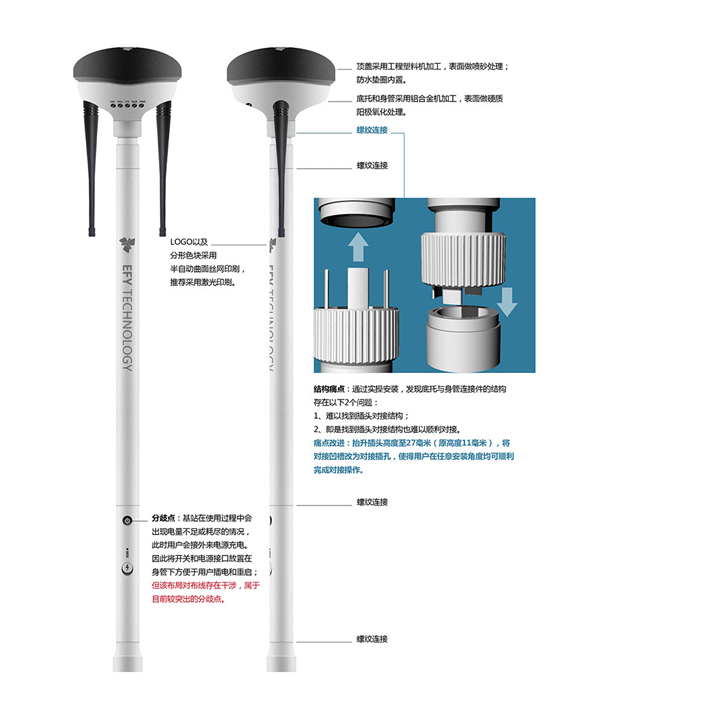 顶盖采用工程塑料机加工，表面做喷砂处理；
防水垫圈内置。
底托和身管采用铝合金机加工，表面做硬质
阳极氧化处理。
螺纹连接
螺纹连接
LOGO以及
分形色块采用
半自动曲面丝网印刷，
推荐采用激光印刷。
EFY TECHNOLOGY
EFY TECHNOLOGY
结构痛点：通过实操安装，发现底托与身管连接件的结构
存在以下2个问题：
1、难以找到插头对接结构；
2、即是找到插头对接结构也难以顺利对接。
痛点改进：抬升插头高度至27毫米（原高度11毫米），将
对接凹槽改为对接插孔，使得用户在任意安装角度均可顺利
完成对接操作。
螺纹连接
分歧点：基站在使用过程中会
出现电量不足或耗尽的情况，
此时用户会接外来电源充电。
因此将开关和电源接口放置在
身管下方便于用户插电和重启；
但该布局对布线存在干涉，属于
目前较突出的分歧点。
螺纹连接